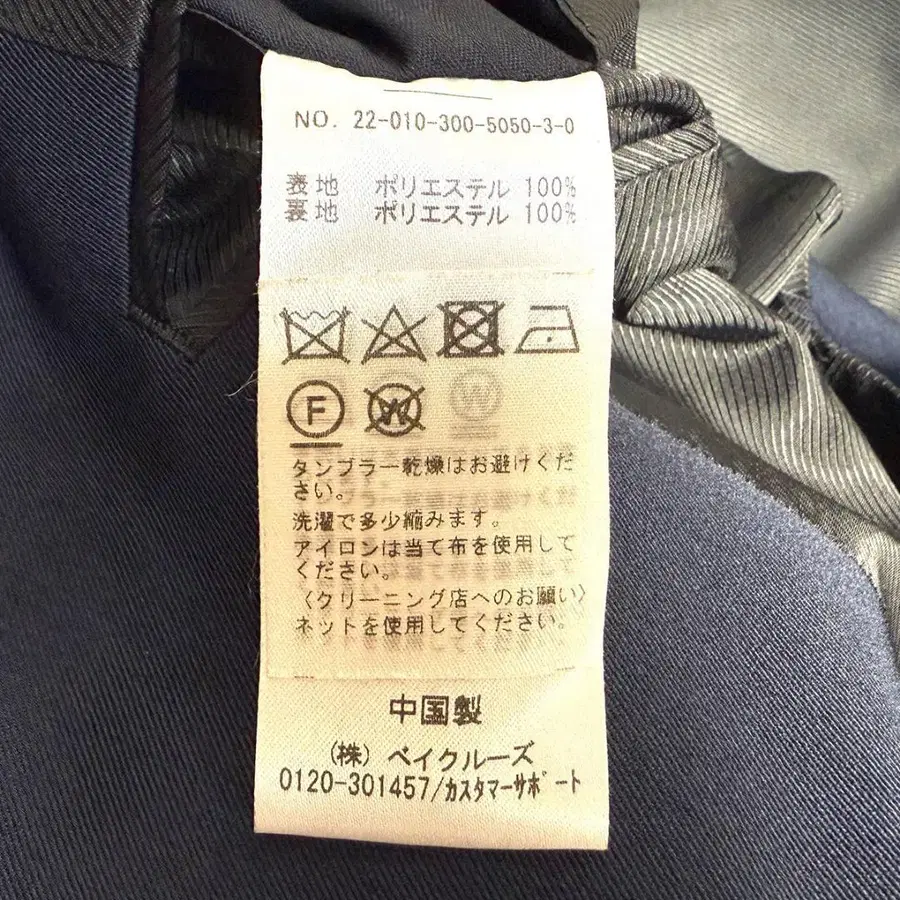 NO. 22-010-300-5050-3-0
表地 ポリエステル 100%
裏地 ポリエステル 100%
F W W
タンブラー乾燥はお避けくだ
さい。
洗濯で多少縮みます。
アイロンは当て布を使用して
ください。
〈クリーニング店へのお願い〉
ネットを使用してください。
中国製
(株) ベイクルーズ
0120-301457/カスタマーサポート